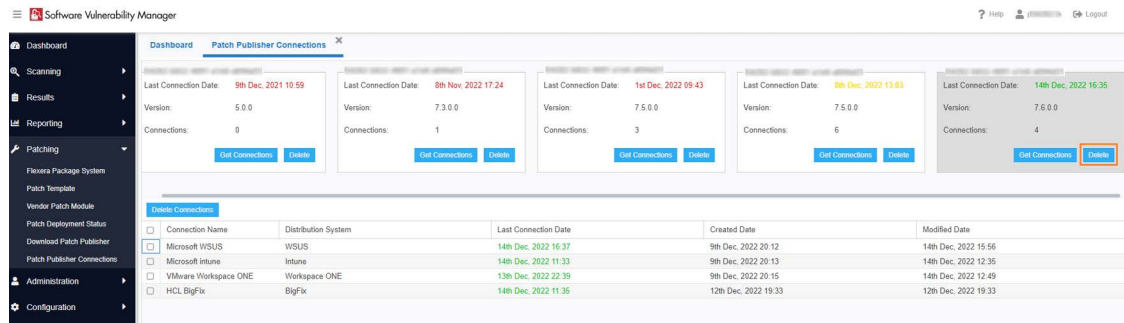 Software Vulnerability Manager
Help
Logout
Dashboard
Scanning
Results
Reporting
Patching
Flexera Package System
Patch Template
Vendor Patch Module
Patch Deployment Status
Download Patch Publisher
Patch Publisher Connections
Administration
Configuration
Dashboard Patch Publisher Connections
Last Connection Date: 9th Dec, 2021 10:59
Version: 5.0.0
Connections: 0
Get Connections Delete
Last Connection Date: 8th Nov, 2022 17:24
Version: 7.3.0.0
Connections: 1
Get Connections Delete
Last Connection Date: 1st Dec, 2022 09:43
Version: 7.5.0.0
Connections: 3
Get Connections Delete
Last Connection Date: 8th Dec, 2022 13:03
Version: 7.5.0.0
Connections: 6
Get Connections Delete
Last Connection Date: 14th Dec, 2022 16:35
Version: 7.6.0.0
Connections: 4
Get Connections Delete
Delete Connections
Connection Name Distribution System Last Connection Date Created Date Modified Date
Microsoft WSUS WSUS 14th Dec, 2022 16:37 9th Dec, 2022 20:12 14th Dec, 2022 15:56
Microsoft intune Intune 14th Dec, 2022 11:33 9th Dec, 2022 20:13 14th Dec, 2022 12:35
VMware Workspace ONE Workspace ONE 13th Dec, 2022 22:39 9th Dec, 2022 20:15 14th Dec, 2022 12:49
HCL BigFix BigFix 14th Dec, 2022 11:35 12th Dec, 2022 19:33 12th Dec, 2022 19:33